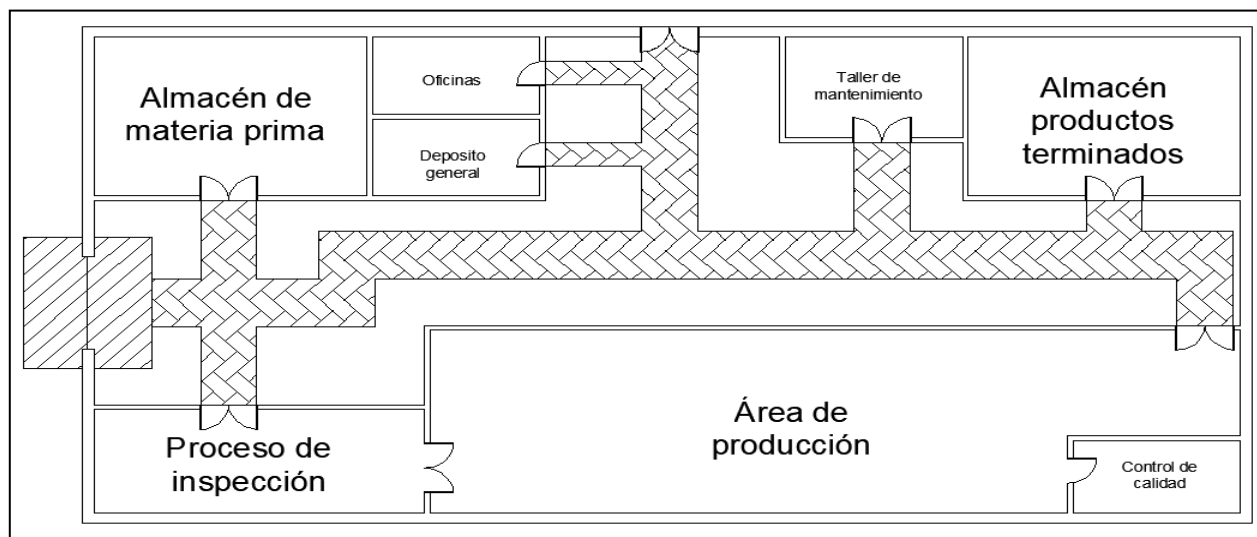 Almacén de
materia prima
Oficinas
Deposito
general
Taller de
mantenimiento
Almacén
productos
terminados
Proceso de
inspección
Área de
producción
Control de
calidad